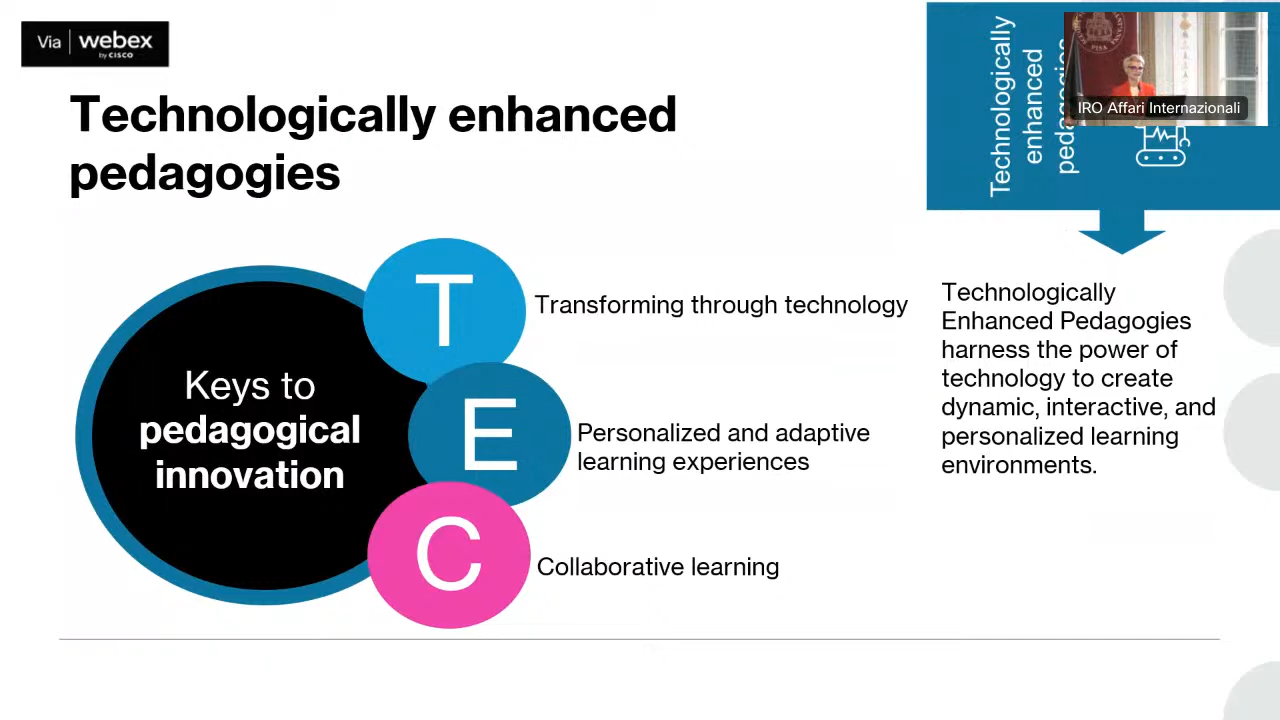 Via webex
by CISCO
Technologically enhanced
pedagogies
Technologically
enhanced
pedagogies
IRO Affari Internazionali
Keys to
pedagogical
innovation
T
Transforming through technology
E
Personalized and adaptive
learning experiences
C
Collaborative learning
Technologically
Enhanced Pedagogies
harness the power of
technology to create
dynamic, interactive, and
personalized learning
environments.